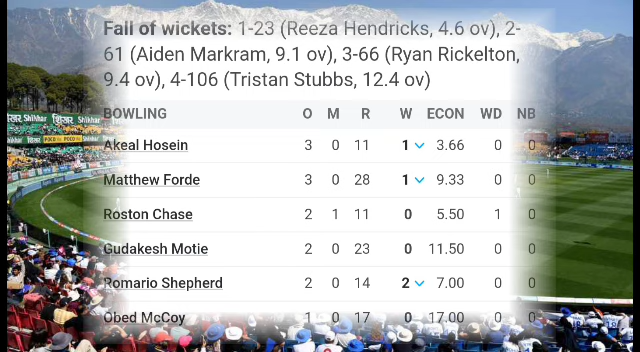 Fall of wickets: 1-23 (Reeza Hendricks, 4.6 ov), 2-
61 (Aiden Markram, 9.1 ov), 3-66 (Ryan Rickelton,
9.4 ov), 4-106 (Tristan Stubbs, 12.4 ov)
BOWLING O M R W ECON WD NB
Akeal Hosein 3 0 11 1 3.66 0 0
Matthew Forde 3 0 28 1 9.33 0 0
Roston Chase 2 1 11 0 5.50 1 0
Gudakesh Motie 2 0 23 0 11.50 0 0
Romario Shepherd 2 0 14 2 7.00 0 0
Obed McCoy 1 0 17 0 17.00 0 0
Shikhar शिखर Shikhar
POCO POCO